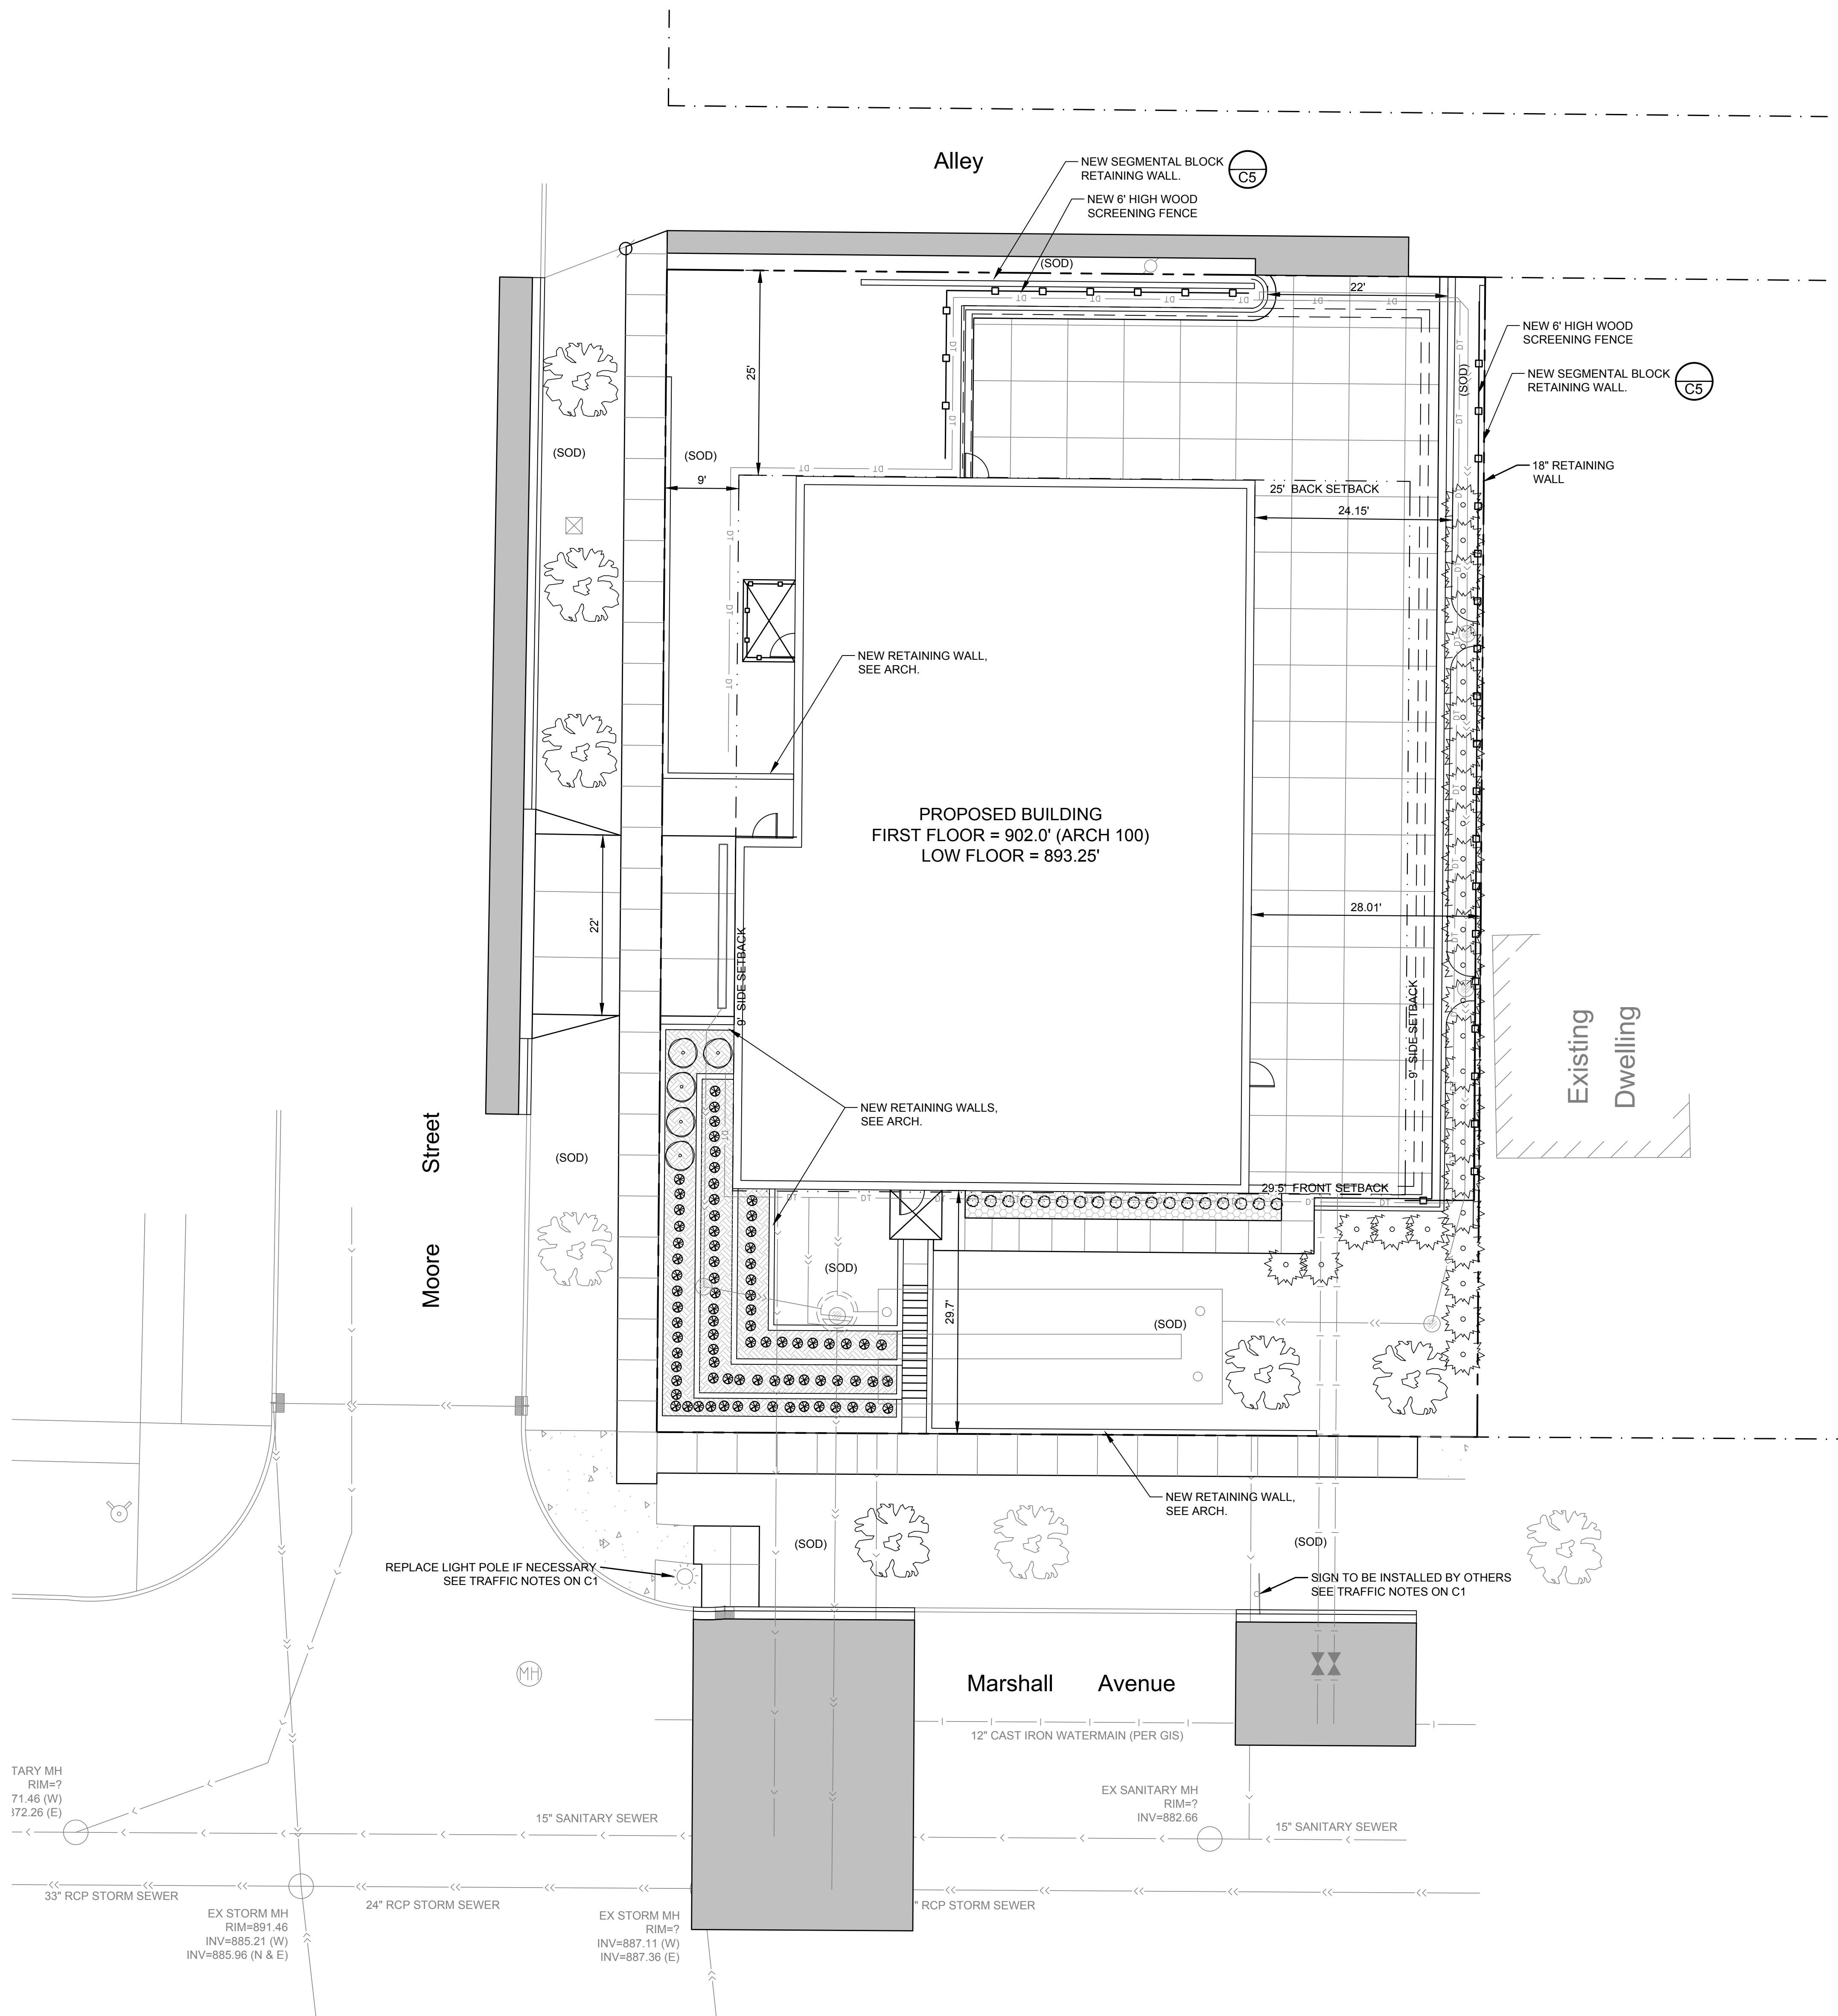 Alley
NEW SEGMENTAL BLOCK
RETAINING WALL.
C5
NEW 6' HIGH WOOD
SCREENING FENCE
(SOD)
22'
25'
NEW 6' HIGH WOOD
SCREENING FENCE
NEW SEGMENTAL BLOCK
RETAINING WALL.
C5
(SOD)
(SOD)
(SOD)
9'
18" RETAINING
WALL
25' BACK SETBACK
24.15'
NEW RETAINING WALL,
SEE ARCH.
PROPOSED BUILDING
FIRST FLOOR = 902.0' (ARCH 100)
LOW FLOOR = 893.25'
22'
28.01'
9' SIDE SETBACK
9' SIDE SETBACK
Existing
Dwelling
NEW RETAINING WALLS,
SEE ARCH.
Moore Street
(SOD)
29.5' FRONT SETBACK
DT
(SOD)
29.7'
(SOD)
NEW RETAINING WALL,
SEE ARCH.
(SOD)
(SOD)
REPLACE LIGHT POLE IF NECESSARY
SEE TRAFFIC NOTES ON C1
SIGN TO BE INSTALLED BY OTHERS
SEE TRAFFIC NOTES ON C1
MH
Marshall Avenue
12" CAST IRON WATERMAIN (PER GIS)
TARY MH
RIM=?
71.46 (W)
872.26 (E)
EX SANITARY MH
RIM=?
INV=882.66
15" SANITARY SEWER
15" SANITARY SEWER
33" RCP STORM SEWER
24" RCP STORM SEWER
" RCP STORM SEWER
EX STORM MH
RIM=891.46
INV=885.21 (W)
INV=885.96 (N & E)
EX STORM MH
RIM=?
INV=887.11 (W)
INV=887.36 (E)